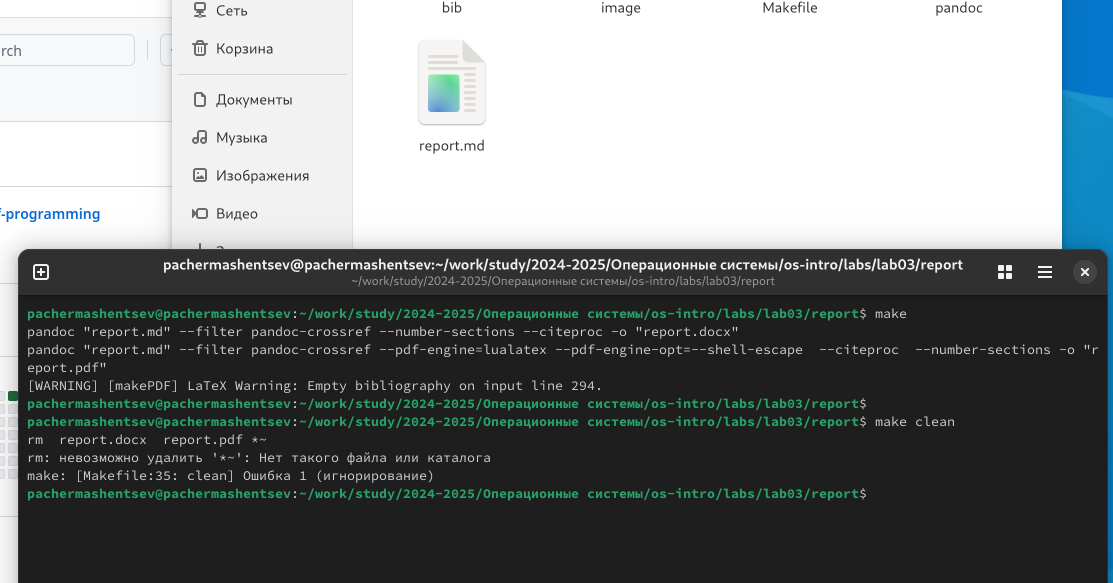 Сеть
bib
image
Makefile
pandoc
rch
Корзина
Документы
report.md
Музыка
Изображения
f-programming
Видео
pachermashentsev@pachermashentsev:~/work/study/2024-2025/Операционные системы/os-intro/labs/lab03/report
~/work/study/2024-2025/Операционные системы/os-intro/labs/lab03/report
pachermashentsev@pachermashentsev:~/work/study/2024-2025/Операционные системы/os-intro/labs/lab03/report$ make
pandoc "report.md" --filter pandoc-crossref --number-sections --citeproc -o "report.docx"
pandoc "report.md" --filter pandoc-crossref --pdf-engine=lualatex --pdf-engine-opt=--shell-escape  --citeproc  --number-sections -o "r
eport.pdf"
[WARNING] [makePDF] LaTeX Warning: Empty bibliography on input line 294.
pachermashentsev@pachermashentsev:~/work/study/2024-2025/Операционные системы/os-intro/labs/lab03/report$
pachermashentsev@pachermashentsev:~/work/study/2024-2025/Операционные системы/os-intro/labs/lab03/report$ make clean
rm  report.docx  report.pdf *~
rm: невозможно удалить '*~': Нет такого файла или каталога
make: [Makefile:35: clean] Ошибка 1 (игнорирование)
pachermashentsev@pachermashentsev:~/work/study/2024-2025/Операционные системы/os-intro/labs/lab03/report$